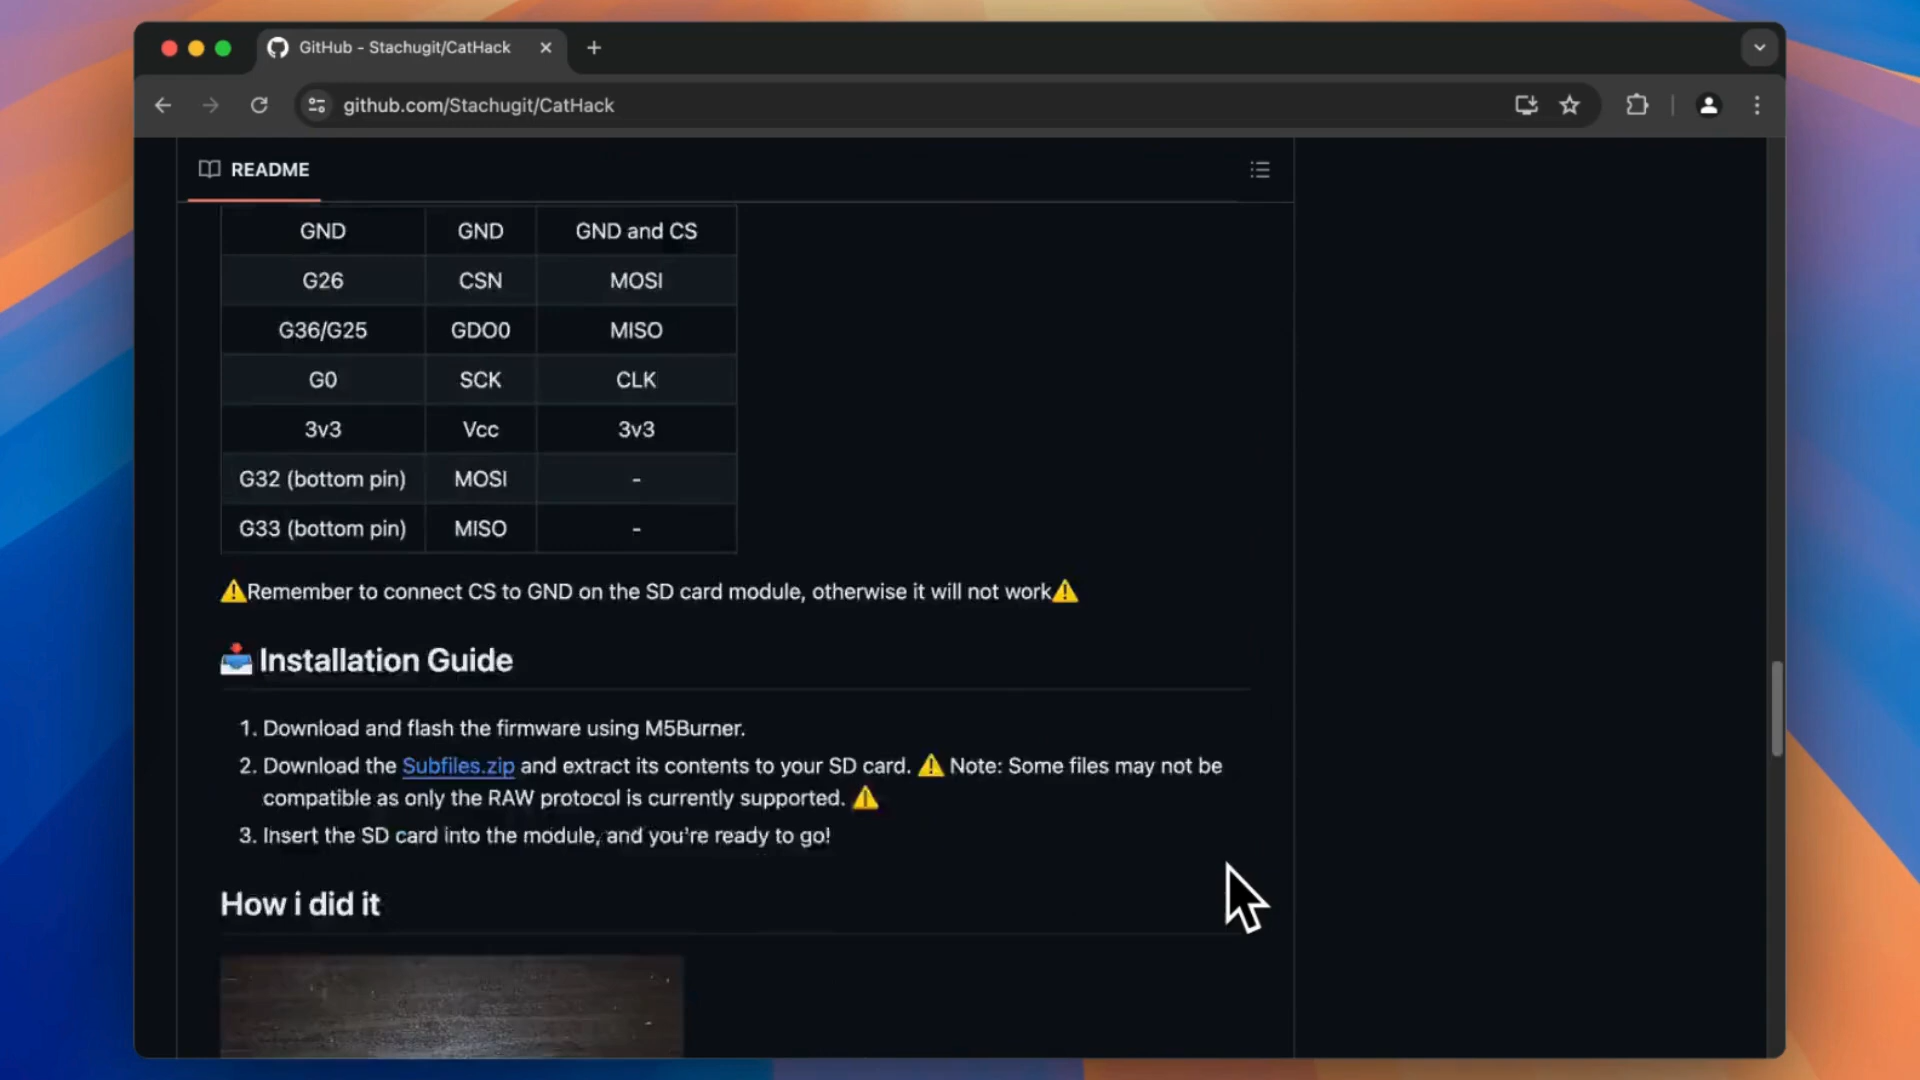 GitHub - Stachugit/CatHack
github.com/Stachugit/CatHack
README
GND GND GND and CS
G26 CSN MOSI
G36/G25 GDO0 MISO
G0 SCK CLK
3v3 Vcc 3v3
G32 (bottom pin) MOSI -
G33 (bottom pin) MISO -
⚠️Remember to connect CS to GND on the SD card module, otherwise it will not work⚠️
📥 Installation Guide
1. Download and flash the firmware using M5Burner.
2. Download the Subfiles.zip and extract its contents to your SD card. ⚠️ Note: Some files may not be
compatible as only the RAW protocol is currently supported. ⚠️
3. Insert the SD card into the module, and you're ready to go!
How i did it